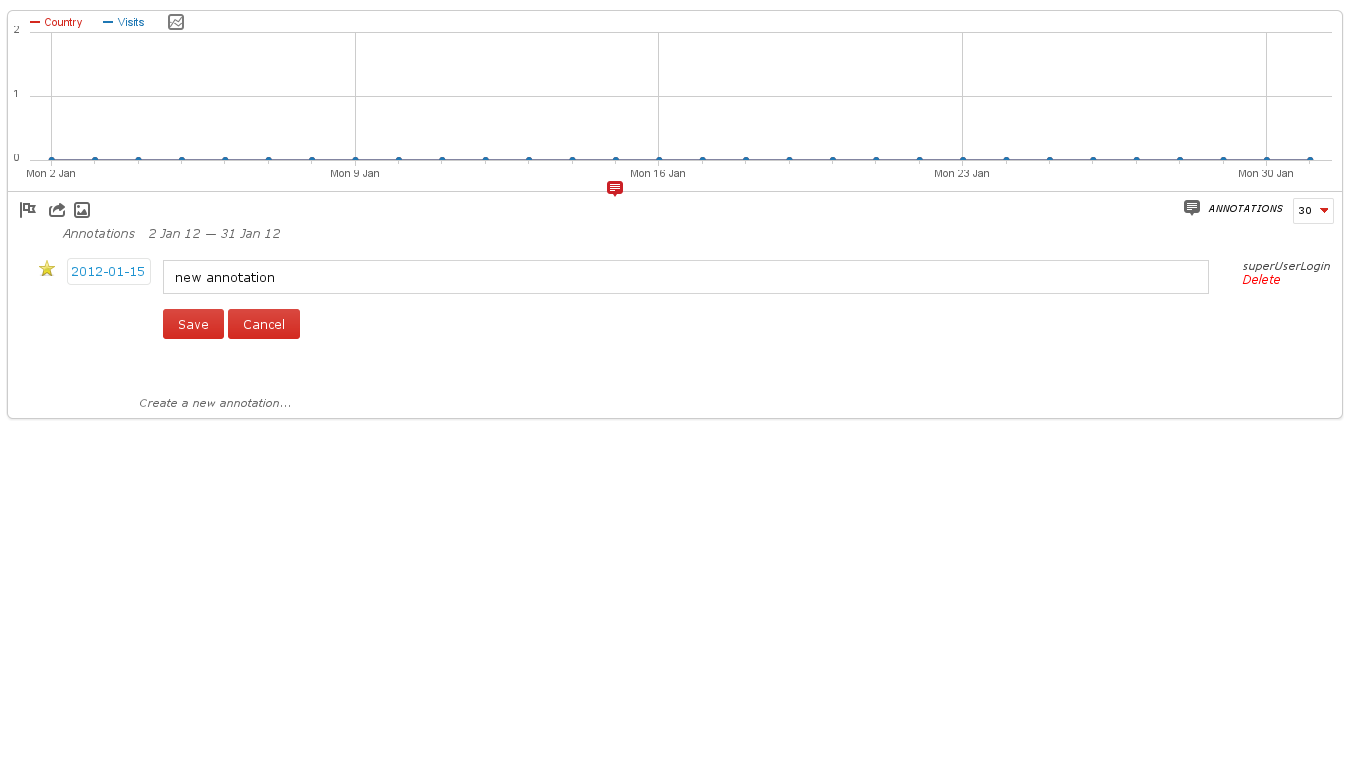 Country Visits
2
1
0
Mon 2 Jan Mon 9 Jan Mon 16 Jan Mon 23 Jan Mon 30 Jan
ANNOTATIONS 30
Annotations 2 Jan 12 — 31 Jan 12
2012-01-15 new annotation superUserLogin
Delete
Save Cancel
Create a new annotation...